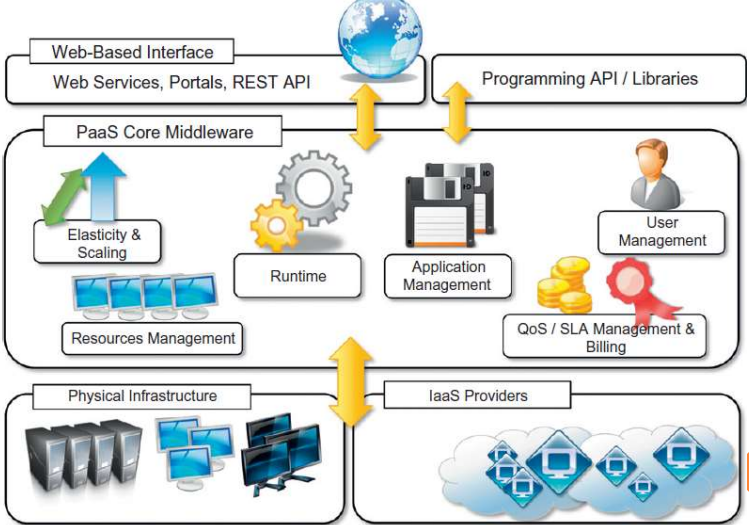 Web-Based Interface
Web Services, Portals, REST API
Programming API / Libraries
PaaS Core Middleware
Elasticity &
Scaling
Runtime
Application
Management
User
Management
Resources Management
QoS / SLA Management &
Billing
Physical Infrastructure
IaaS Providers